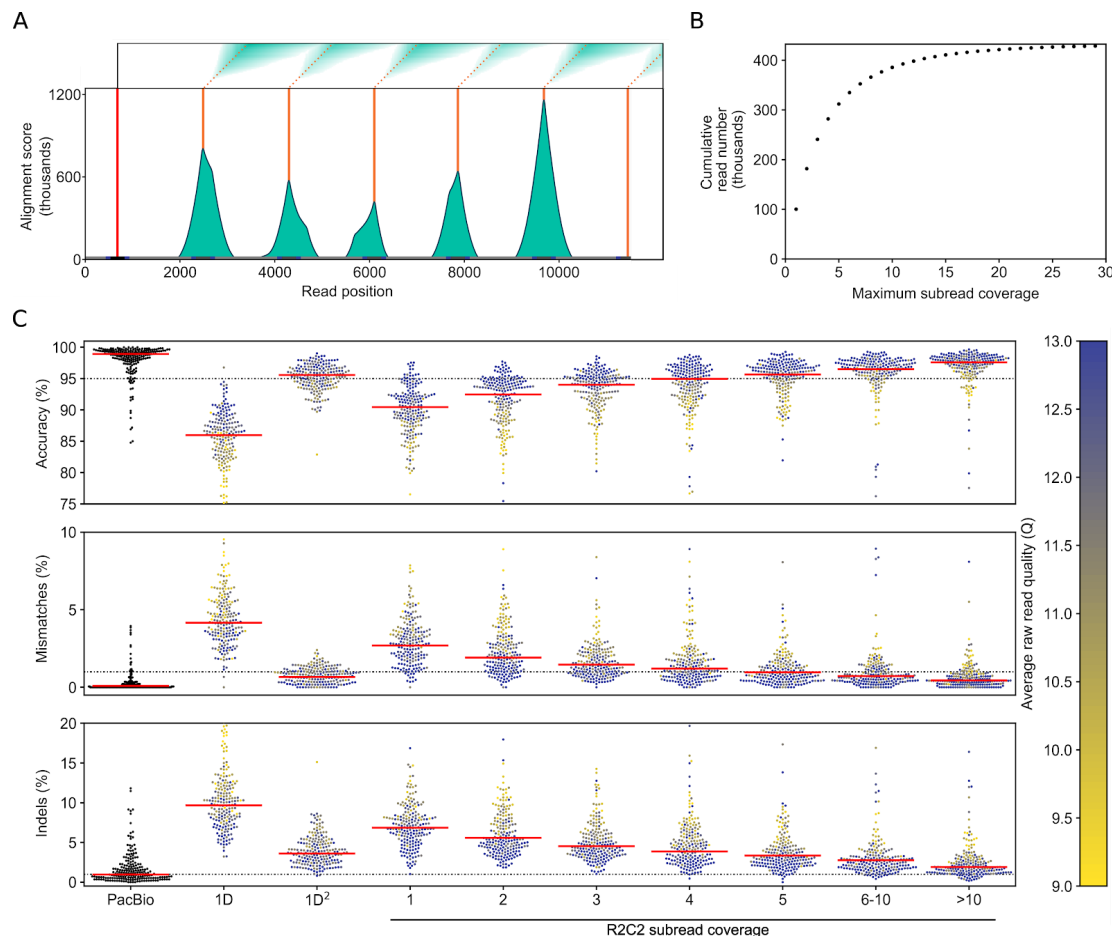 A
1200
600
0
Alignment score
(thousands)
0
2000
4000
6000
8000
10000
Read position
B
400
300
200
100
0
Cumulative
read number
(thousands)
0
5
10
15
20
25
30
Maximum subread coverage
C
100
95
90
85
80
75
Accuracy (%)
10
5
0
Mismatches (%)
20
15
10
5
0
Indels (%)
PacBio
1D
1D²
1
2
3
4
5
6-10
>10
R2C2 subread coverage
13.0
12.5
12.0
11.5
11.0
10.5
10.0
9.5
9.0
Average raw read quality (Q)